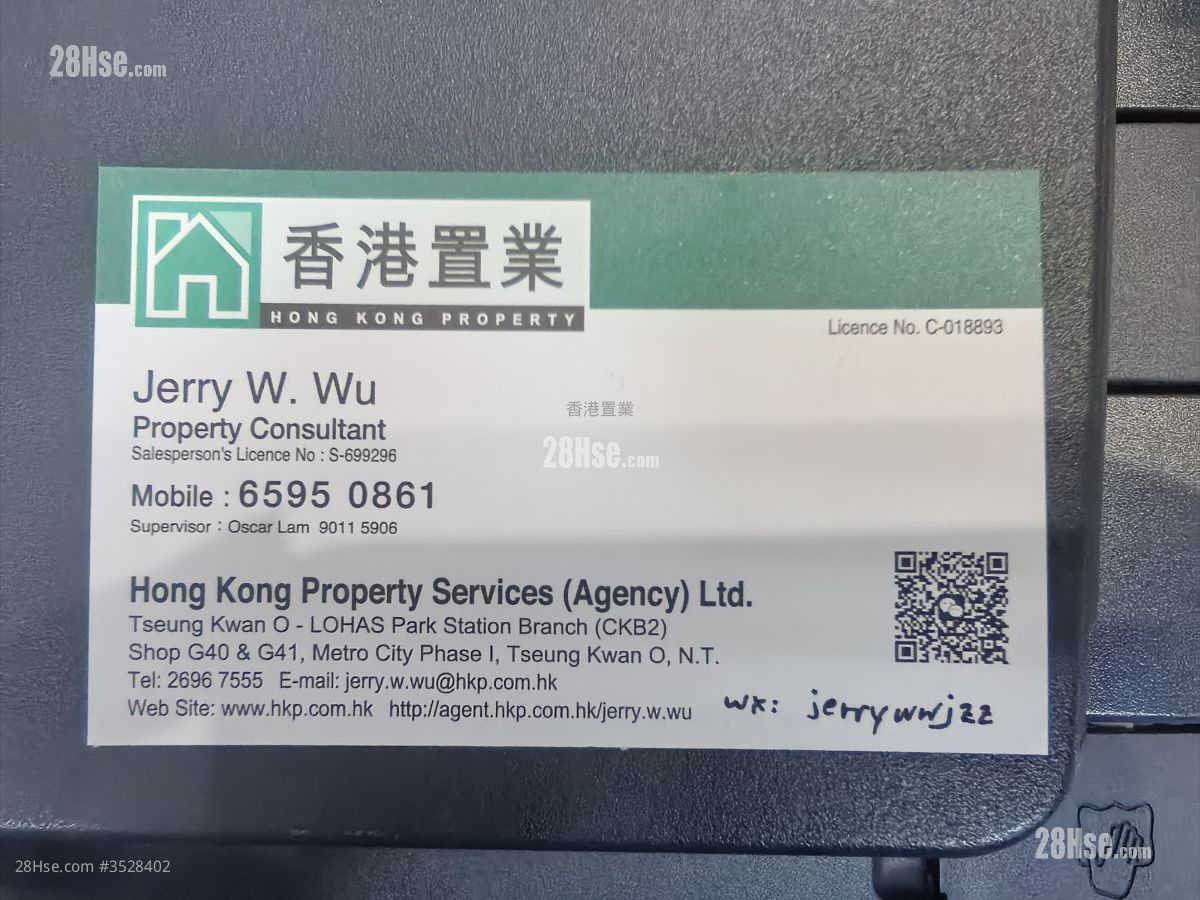 28Hse.com
香港置業
HONG KONG PROPERTY
Licence No. C-018893
Jerry W. Wu
Property Consultant
Salesperson's Licence No : S-699296
香港置業
28Hse.com
Mobile : 6595 0861
Supervisor : Oscar Lam 9011 5906
Hong Kong Property Services (Agency) Ltd.
Tseung Kwan O - LOHAS Park Station Branch (CKB2)
Shop G40 & G41, Metro City Phase I, Tseung Kwan O, N.T.
Tel: 2696 7555 E-mail: jerry.w.wu@hkp.com.hk
Web Site: www.hkp.com.hk http://agent.hkp.com.hk/jerry.w.wu
wx: jerrywwjzz
28Hse.com
28Hse.com #3528402